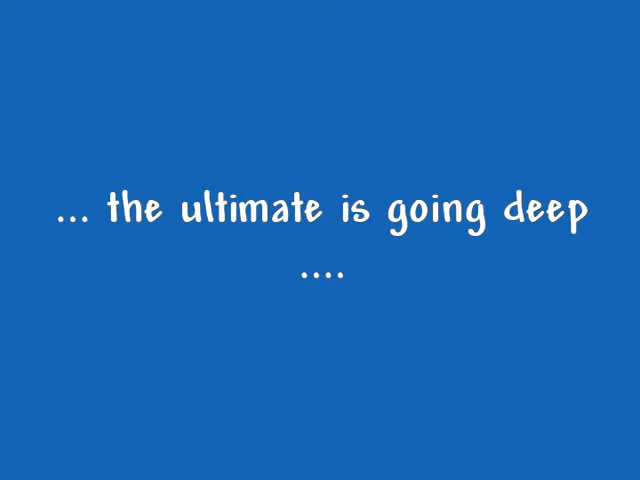 ... the ultimate is going deep
....